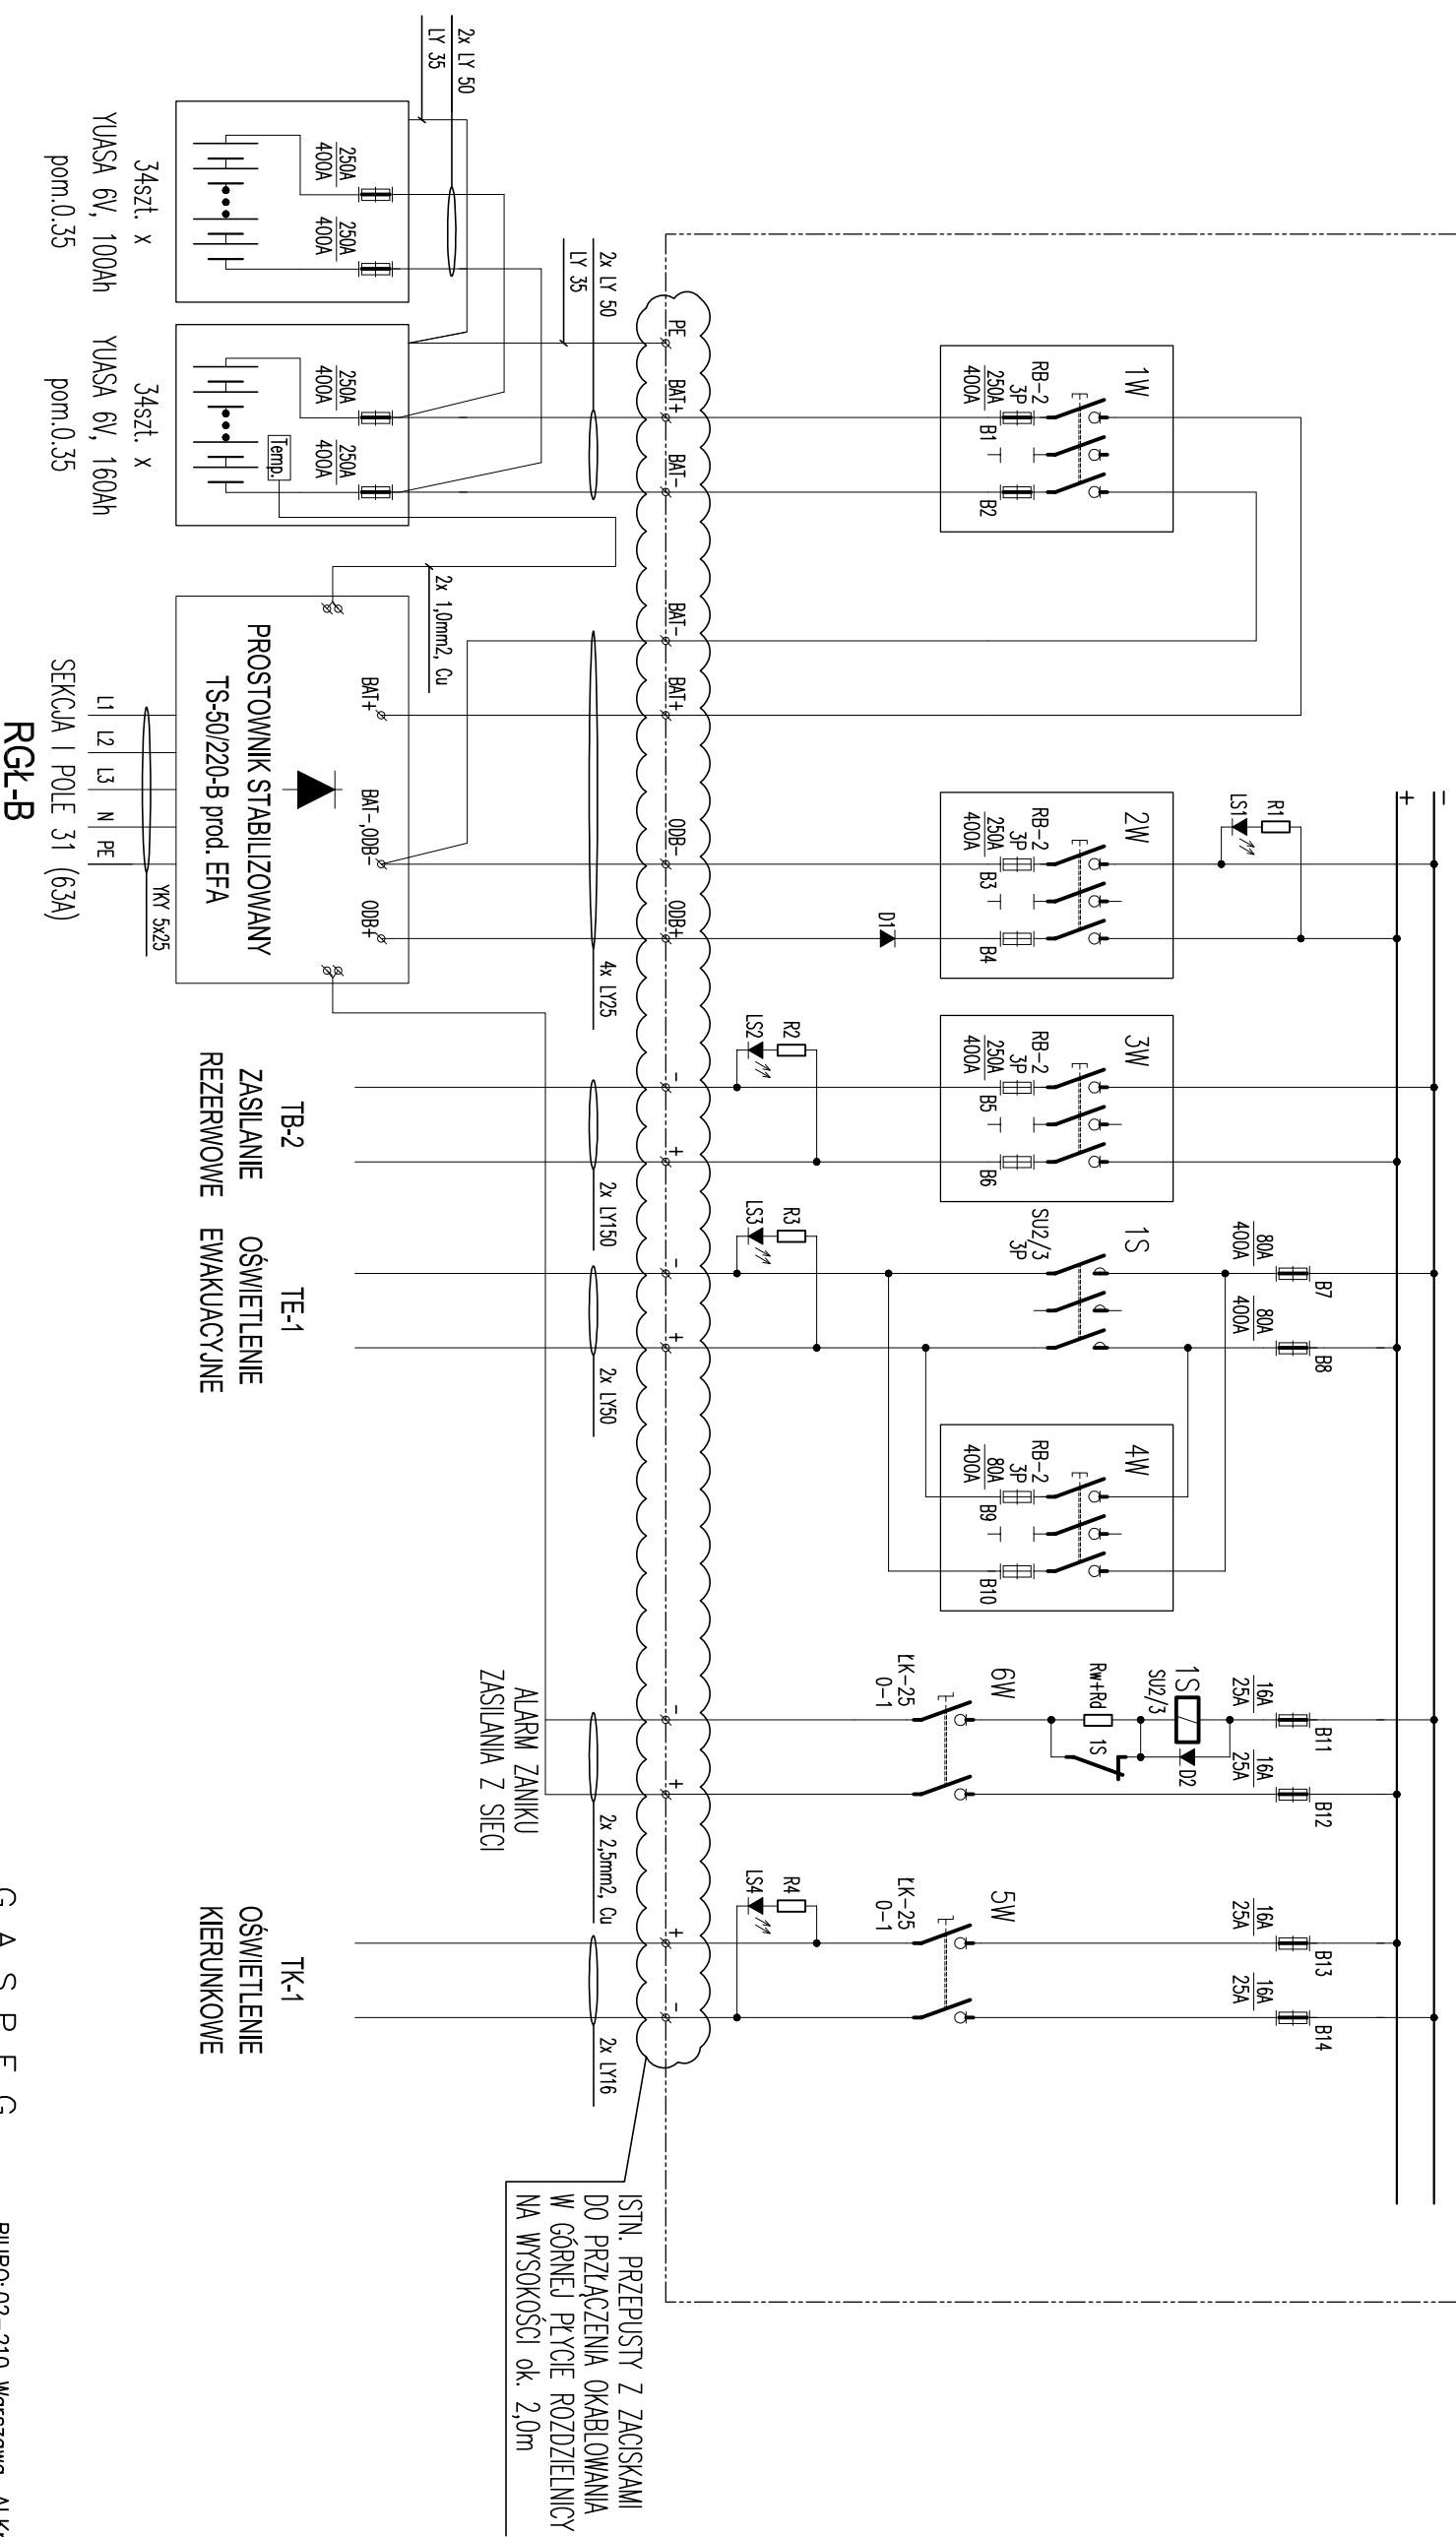 -
+
R1
LS1
1W
RB-2
3P
250A
400A
B1
B2
2W
RB-2
3P
250A
400A
B3
B4
D1
3W
RB-2
3P
250A
400A
B5
B6
1S
SU2/3
3P
80A
400A
B7
80A
400A
B8
4W
RB-2
3P
80A
400A
B9
B10
16A
25A
B11
16A
25A
B12
1S
SU2/3
D2
Rw+Rd
1S
6W
ŁK-25
0-1
16A
25A
B13
16A
25A
B14
5W
ŁK-25
0-1
R2
LS2
R3
LS3
R4
LS4
PE
BAT+
BAT-
BAT-
BAT+
ODB-
ODB+
-
+
-
+
-
+
+
-
2x LY 50
LY 35
2x LY 50
LY 35
2x 1,0mm2, Cu
4x LY25
2x LY150
2x LY50
2x 2,5mm2, Cu
2x LY16
ISTN. PRZEPUSTY Z ZACISKAMI
DO PRZŁĄCZENIA OKABLOWANIA
W GÓRNEJ PŁYCIE ROZDZIELNICY
NA WYSOKOŚCI ok. 2,0m
250A
400A
250A
400A
34szt. x
YUASA 6V, 100Ah
pom.0.35
250A
400A
250A
400A
Temp.
34szt. x
YUASA 6V, 160Ah
pom.0.35
BAT+
BAT-,ODB-
ODB+
PROSTOWNIK STABILIZOWANY
TS-50/220-B prod. EFA
YKY 5x25
L1
L2
L3
N
PE
SEKCJA I POLE 31 (63A)
RGŁ-B
TB-2
ZASILANIE
REZERWOWE
TE-1
OŚWIETLENIE
EWAKUACYJNE
ALARM ZANIKU
ZASILANIA Z SIECI
TK-1
OŚWIETLENIE
KIERUNKOWE
G A S P E G
BIURO: 02-210 Warszawa